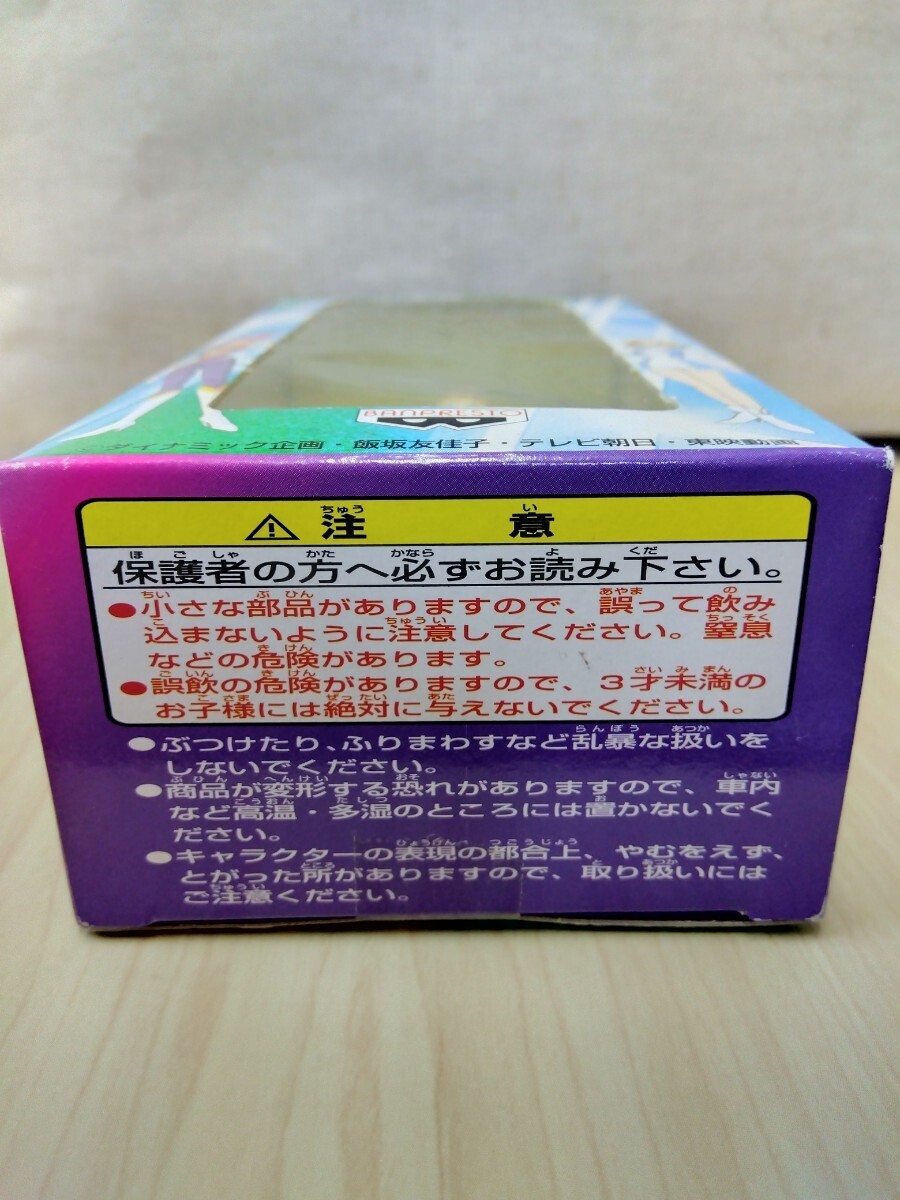 BANPRESTO
©ダイナミック企画・飯坂友佳子・テレビ朝日・東映動画
⚠ 注意
保護者の方へ必ずお読み下さい。
●小さな部品がありますので、誤って飲み
込まないように注意してください。窒息
などの危険があります。
●誤飲の危険がありますので、3才未満の
お子様には絶対に与えないでください。
●ぶつけたり、ふりまわすなど乱暴な扱いを
しないでください。
●商品が変形する恐れがありますので、車内
など高温・多湿のところには置かないでく
ださい。
●キャラクターの表現の都合上、やむをえず、
とがった所がありますので、取り扱いには
ご注意ください。